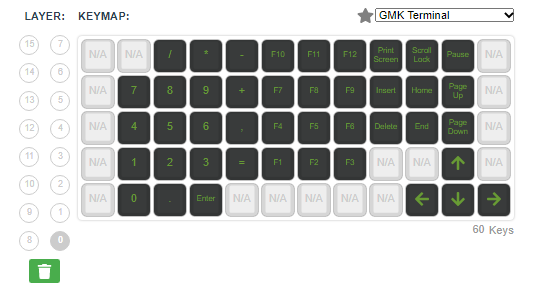 LAYER: KEYMAP: GMK Terminal
15 7 N/A N/A / * - F10 F11 F12 Print Screen Scroll Lock Pause N/A
14 6 N/A 7 8 9 + F7 F8 F9 Insert Home Page Up N/A
13 5 N/A 4 5 6 , F4 F5 F6 Delete End Page Down N/A
12 4
11 3 N/A 1 2 3 = F1 F2 F3 N/A N/A ↑ N/A
10 2 N/A 0 . Enter N/A N/A N/A N/A N/A ← ↓ →
9 1
8 0 60 Keys